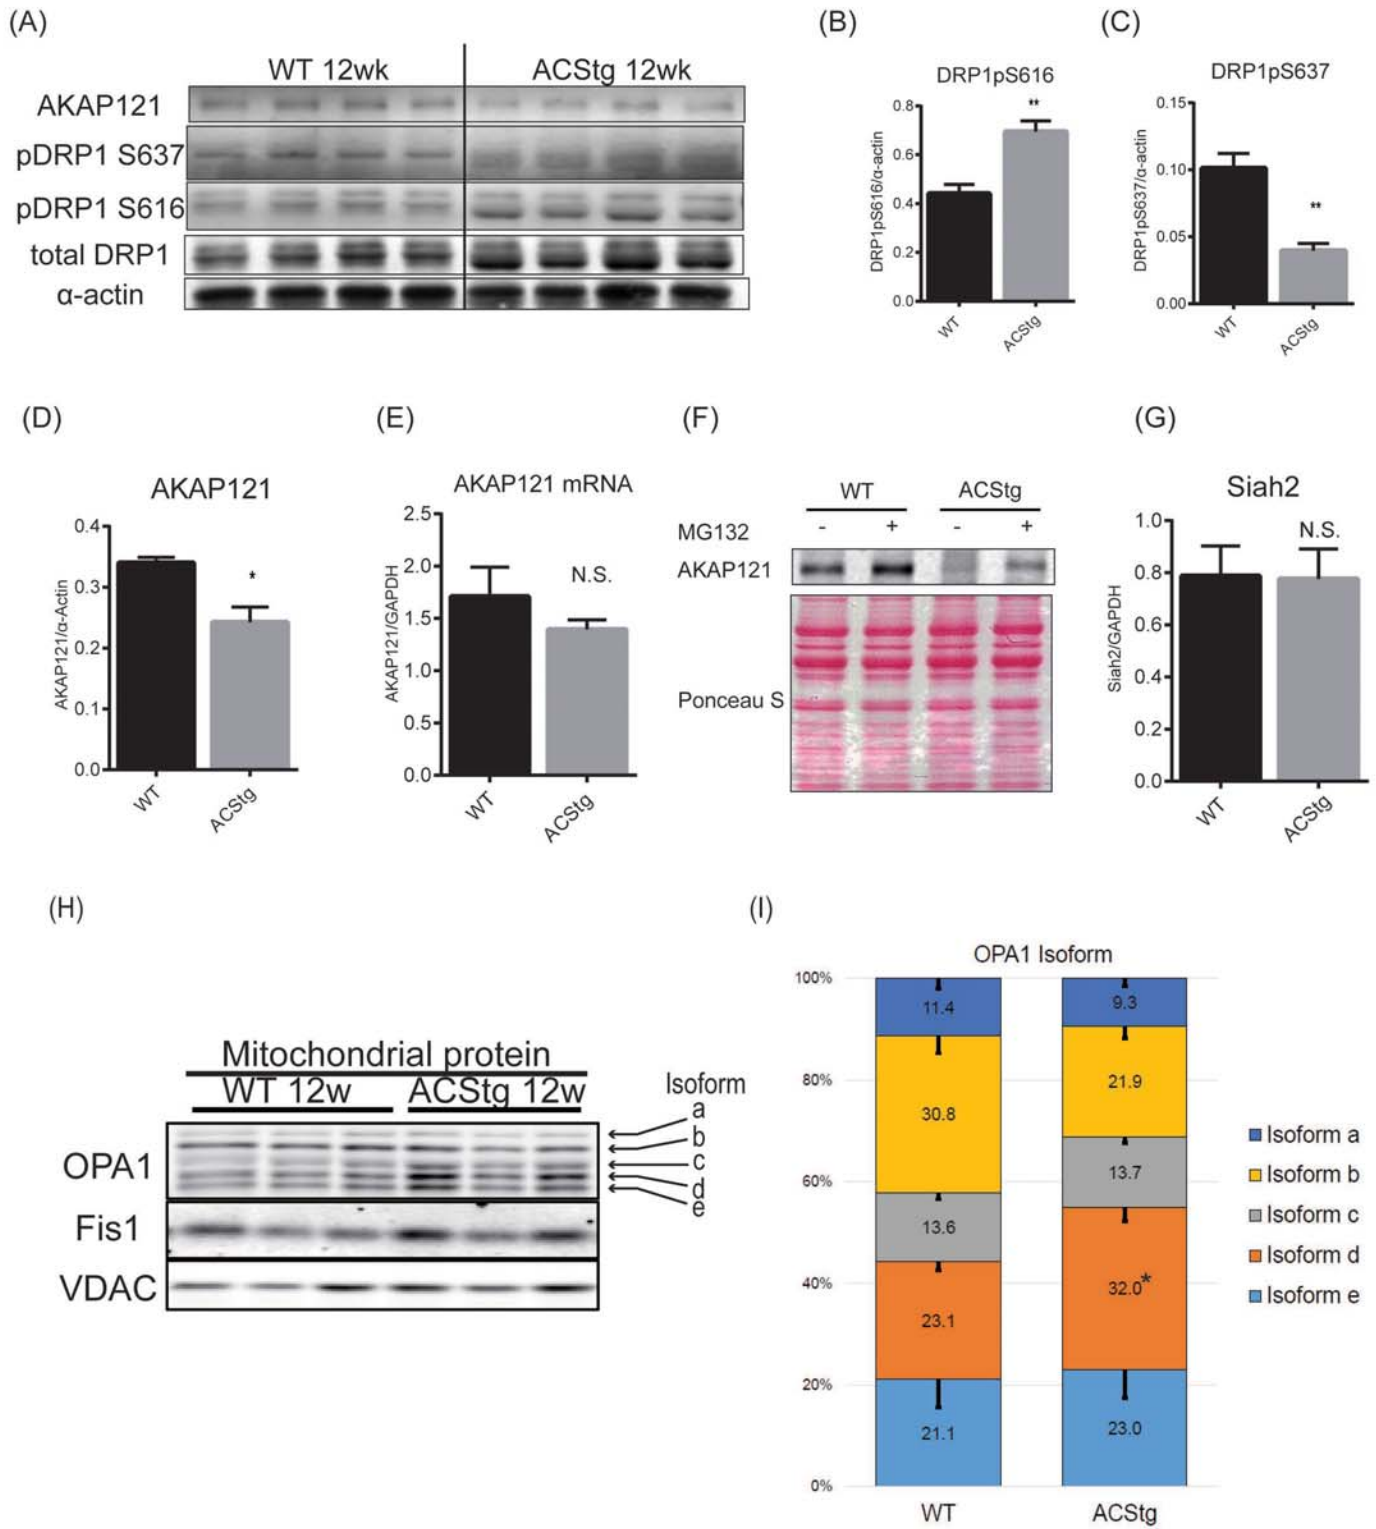 (A)
WT 12wk ACStg 12wk
AKAP121
pDRP1 S637
pDRP1 S616
total DRP1
α-actin
(B)
DRP1pS616
DRP1pS616/α-actin
0.8
0.6
0.4
0.2
0.0
**
WT ACStg
(C)
DRP1pS637
DRP1pS637/α-actin
0.15
0.10
0.05
0.00
**
WT ACStg
(D)
AKAP121
AKAP121/α-Actin
0.4
0.3
0.2
0.1
0.0
*
WT ACStg
(E)
AKAP121 mRNA
AKAP121/GAPDH
2.5
2.0
1.5
1.0
0.5
0.0
N.S.
WT ACStg
(F)
WT ACStg
MG132 - + - +
AKAP121
Ponceau S
(G)
Siah2
Siah2/GAPDH
1.0
0.8
0.6
0.4
0.2
0.0
N.S.
WT ACStg
(H)
Mitochondrial protein
WT 12w ACStg 12w
Isoform
a
b
c
d
e
OPA1
Fis1
VDAC
(I)
OPA1 Isoform
100%
80%
60%
40%
20%
0%
11.4
30.8
13.6
23.1
21.1
9.3
21.9
13.7
32.0*
23.0
WT ACStg
Isoform a
Isoform b
Isoform c
Isoform d
Isoform e